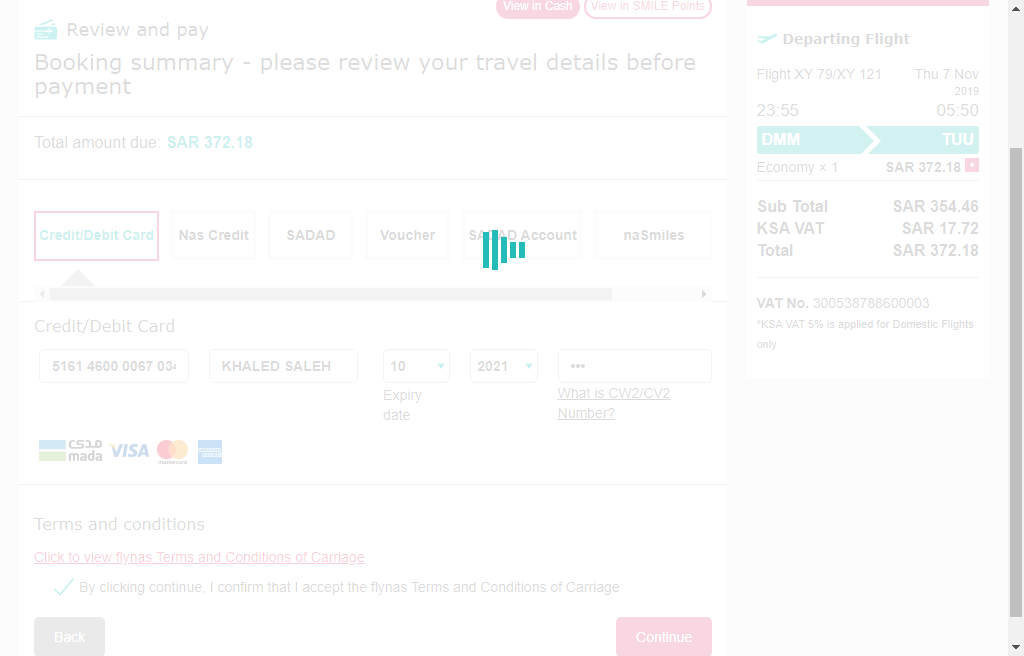 View in Cash
View in SMILE Points
Review and pay
Booking summary - please review your travel details before
payment
Total amount due: SAR 372.18
Credit/Debit Card
Nas Credit
SADAD
Voucher
SADAD Account
naSmiles
Credit/Debit Card
5161 4600 0067 034
KHALED SALEH
10
2021
•••
Expiry
date
What is CW2/CV2
Number?
مدى
mada
VISA
mastercard
AMERICAN
EXPRESS
Terms and conditions
Click to view flynas Terms and Conditions of Carriage
By clicking continue, I confirm that I accept the flynas Terms and Conditions of Carriage
Back
Continue
Departing Flight
Flight XY 79/XY 121
Thu 7 Nov
2019
23:55
05:50
DMM
TUU
Economy × 1
SAR 372.18 +
Sub Total SAR 354.46
KSA VAT SAR 17.72
Total SAR 372.18
VAT No. 300538788600003
*KSA VAT 5% is applied for Domestic Flights
only